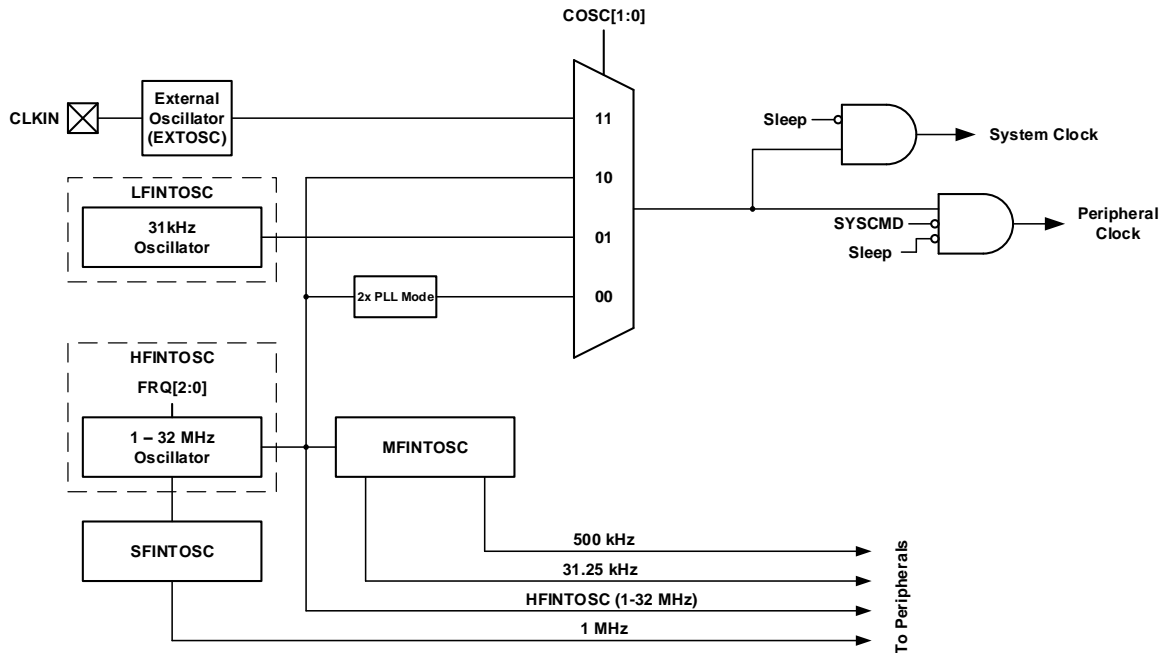 COSC[1:0]
CLKIN
External
Oscillator
(EXTOSC)
11
Sleep
System Clock
LFINTOSC
10
31kHz
Oscillator
01
SYSCMD
Sleep
Peripheral
Clock
2x PLL Mode
00
HFINTOSC
FRQ[2:0]
1 – 32 MHz
Oscillator
MFINTOSC
SFINTOSC
500 kHz
31.25 kHz
HFINTOSC (1-32 MHz)
1 MHz
To Peripherals